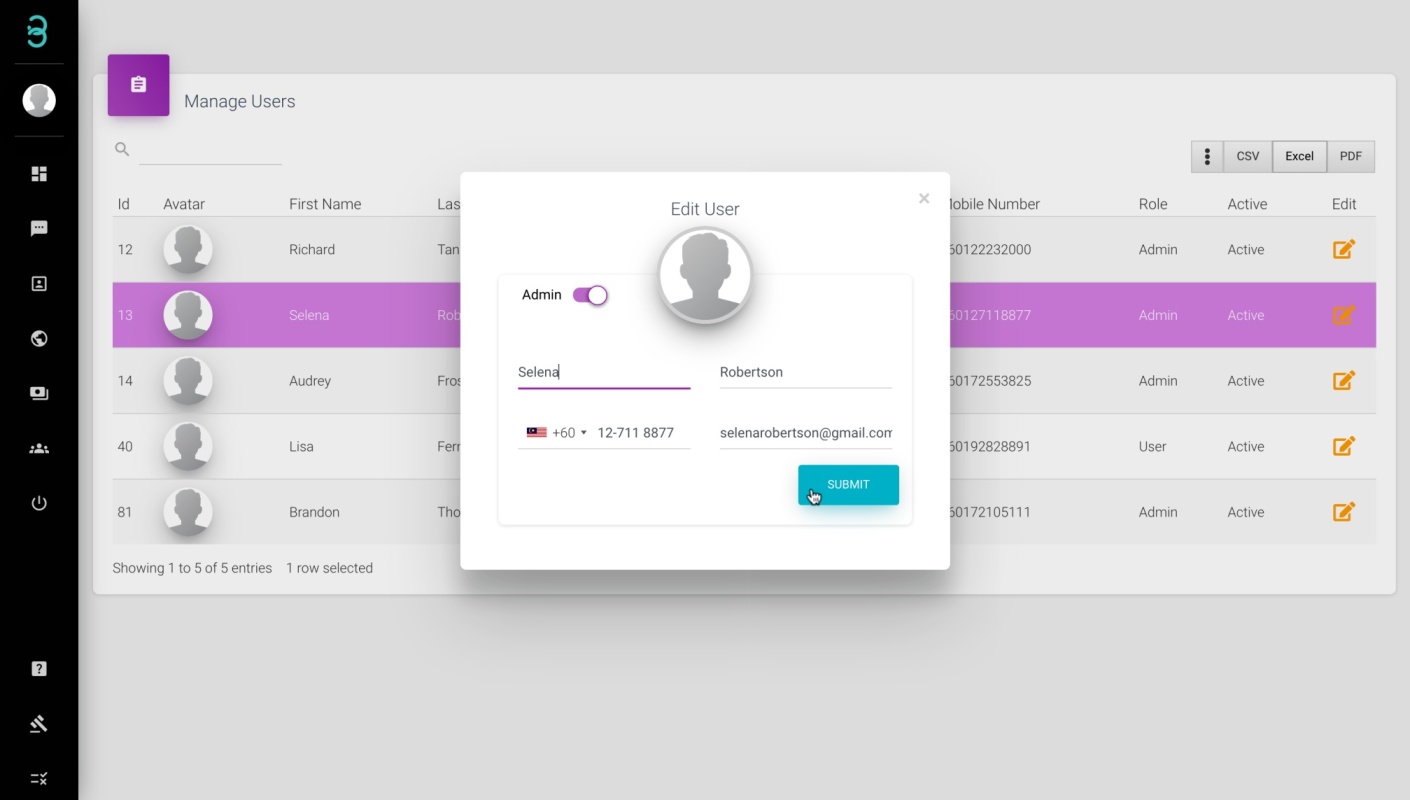 Manage Users
CSV Excel PDF
Id Avatar First Name Las Mobile Number Role Active Edit
12 Richard Tan 60122232000 Admin Active
13 Selena Rob 60127118877 Admin Active
14 Audrey Fros 60172553825 Admin Active
40 Lisa Ferr 60192828891 User Active
81 Brandon Tho 60172105111 Admin Active
Showing 1 to 5 of 5 entries 1 row selected
Edit User
×
Admin
Selena Robertson
+60 12-711 8877 selenarobertson@gmail.com
SUBMIT